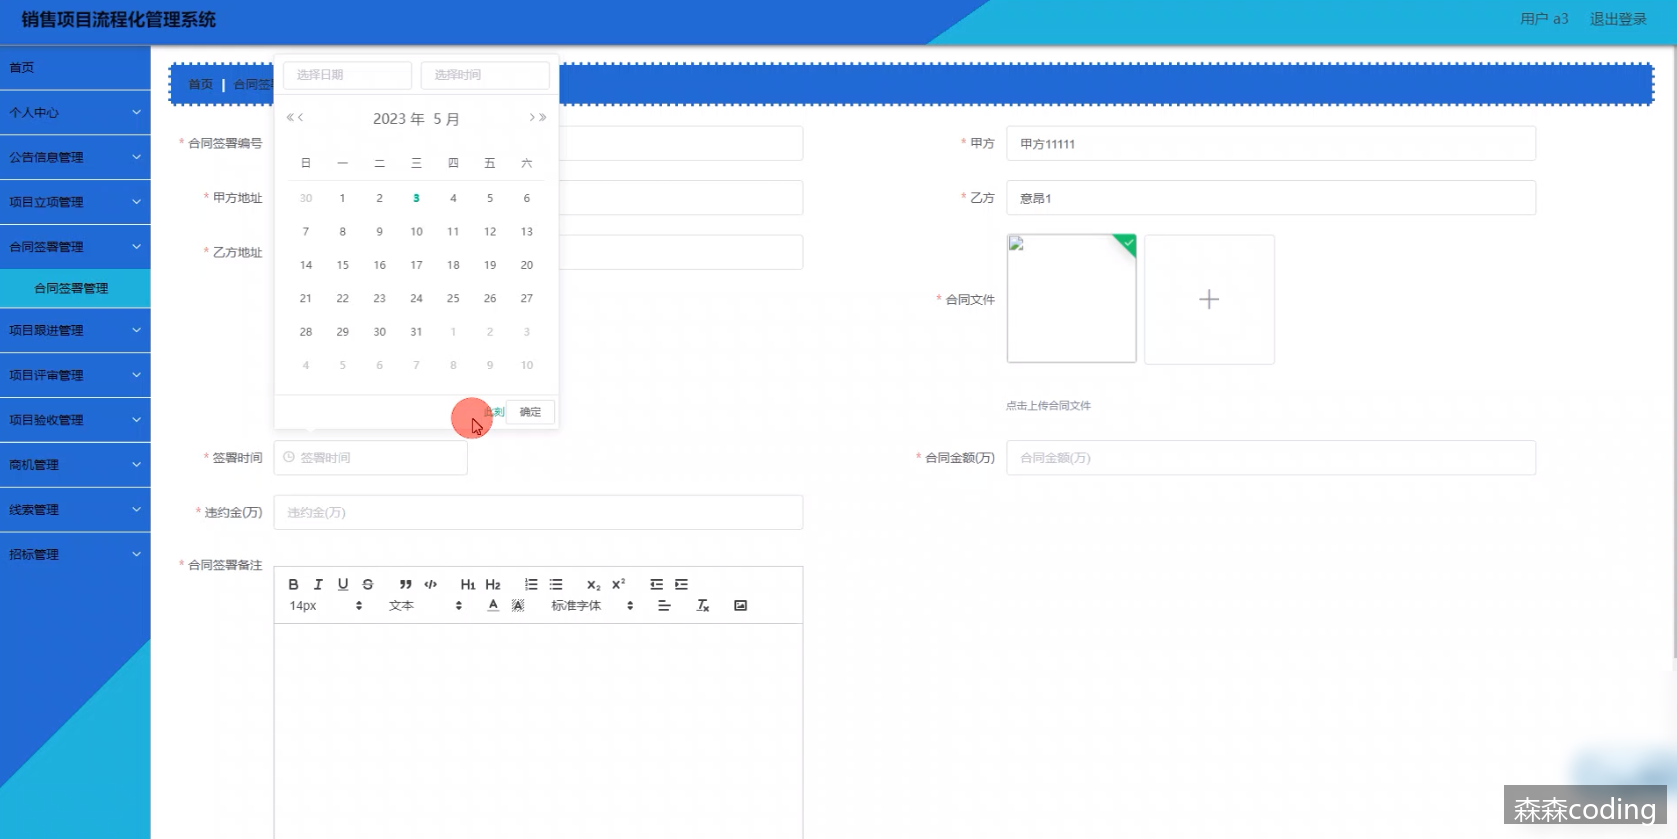 销售项目流程化管理系统
用户 a3 退出登录
首页
个人中心
公告信息管理
项目立项管理
合同签署管理
合同签署管理
项目跟进管理
项目评审管理
项目验收管理
商机管理
线索管理
招标管理
首页 | 合同签
选择日期 选择时间
2023 年 5 月
日 一 二 三 四 五 六
30 1 2 3 4 5 6
7 8 9 10 11 12 13
14 15 16 17 18 19 20
21 22 23 24 25 26 27
28 29 30 31 1 2 3
4 5 6 7 8 9 10
此刻 确定
* 合同签署编号
* 甲方 甲方11111
* 甲方地址
* 乙方 意昂1
* 乙方地址
* 合同文件
点击上传合同文件
* 签署时间 签署时间
* 合同金额(万) 合同金额(万)
* 违约金(万) 违约金(万)
* 合同签署备注
B I U S H1 H2 X2 X2
14px 文本 A A 标准字体 Tx
森森coding